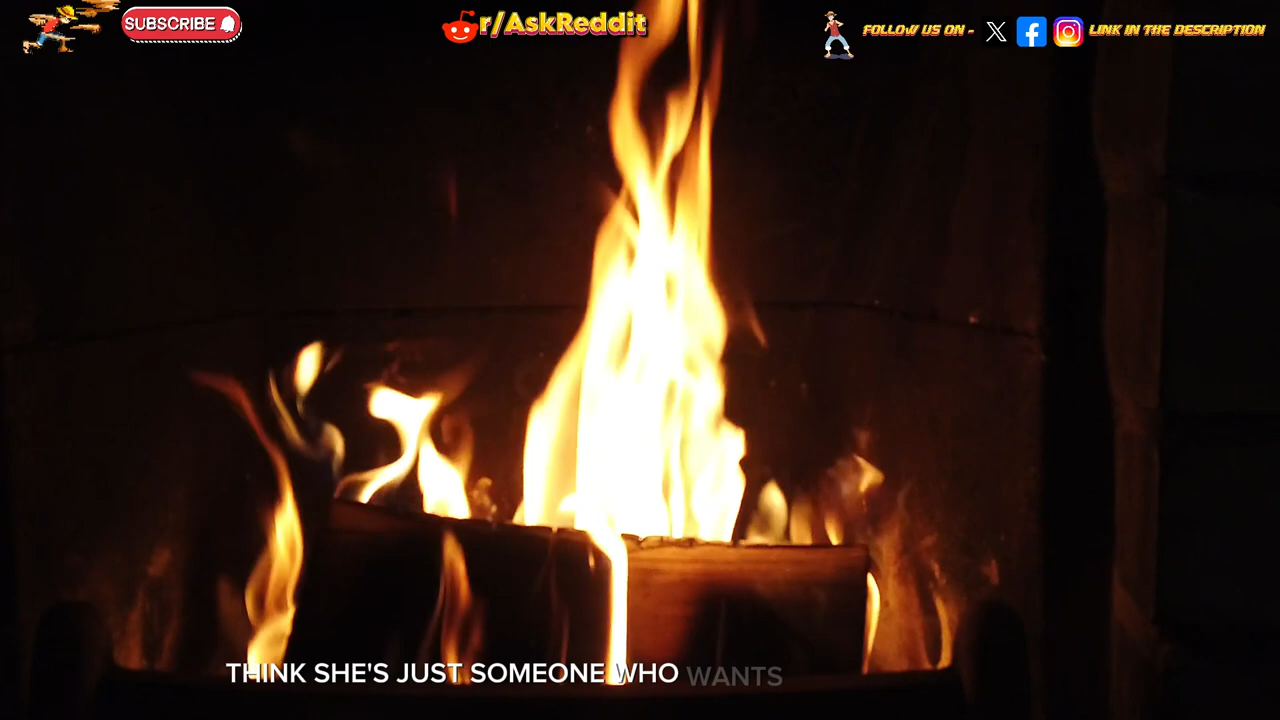 SUBSCRIBE
r/AskReddit
FOLLOW US ON -
LINK IN THE DESCRIPTION
THINK SHE'S JUST SOMEONE WHO WANTS